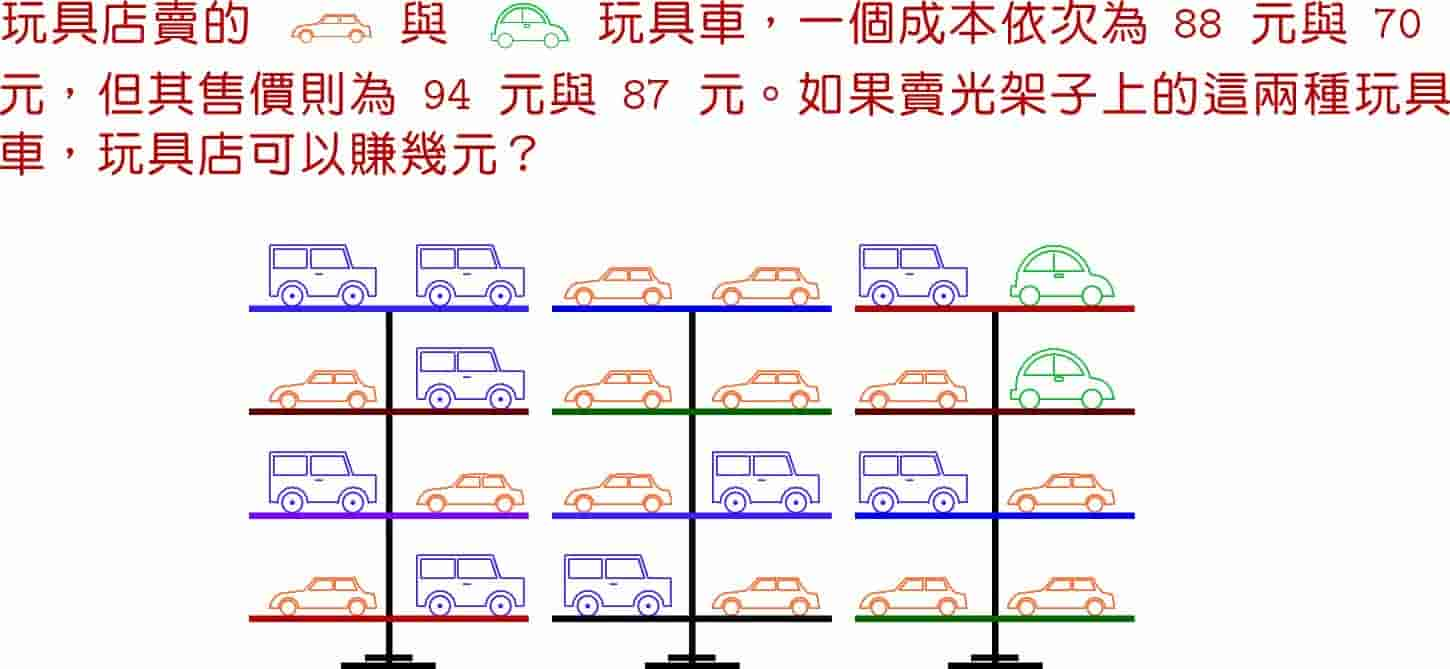 玩具店賣的 與 玩具車，一個成本依次為 88 元與 70
元，但其售價則為 94 元與 87 元。如果賣光架子上的這兩種玩具
車，玩具店可以賺幾元？